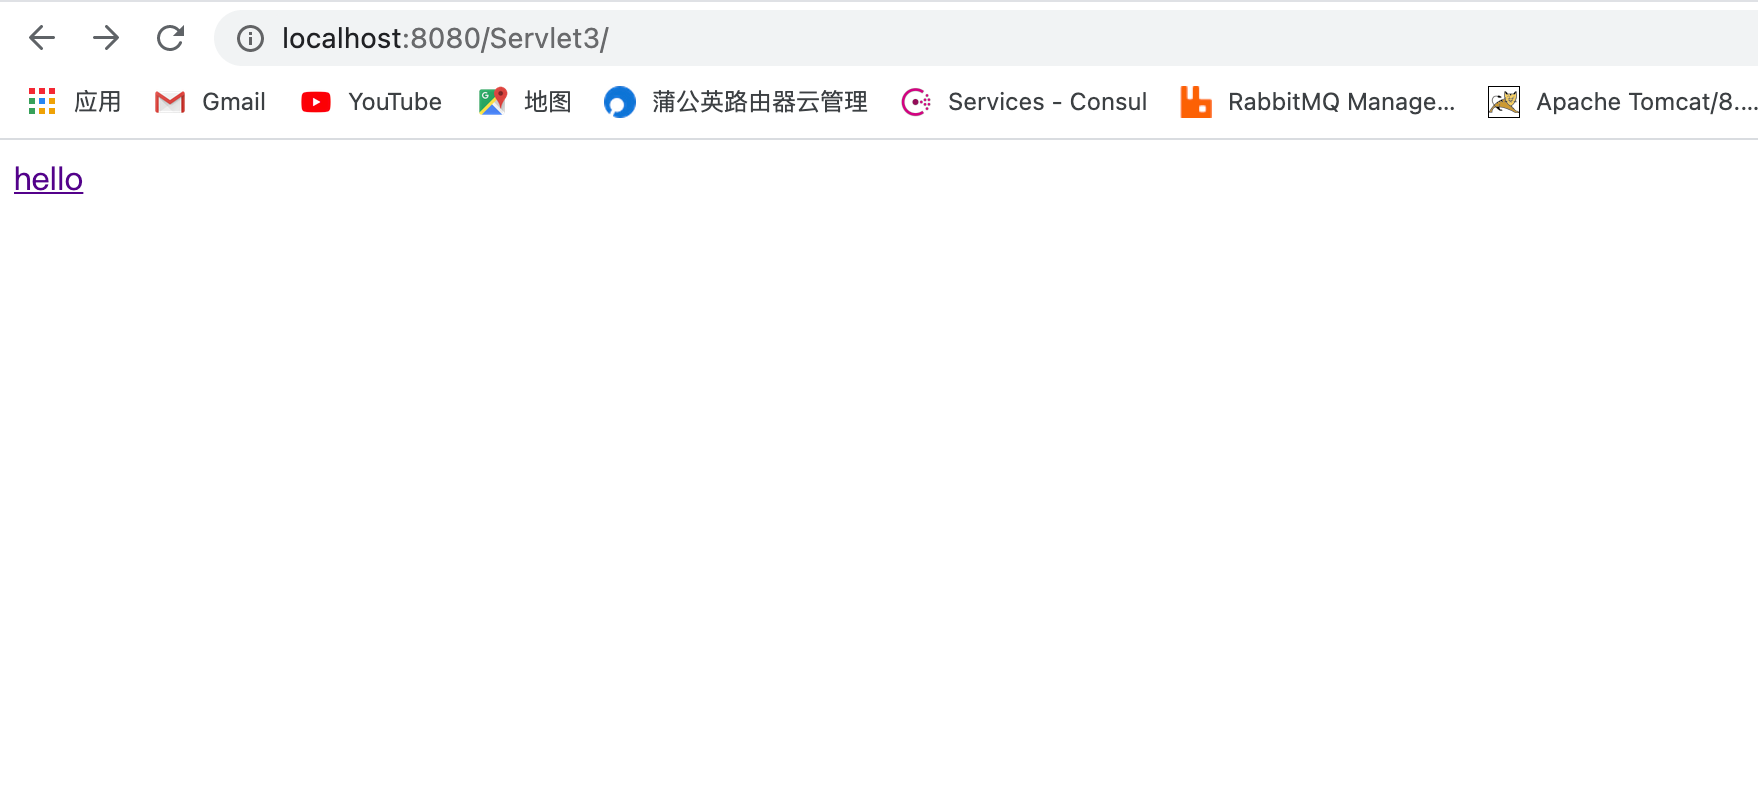 localhost:8080/Servlet3/
应用 Gmail YouTube 地图 蒲公英路由器云管理 Services - Consul RabbitMQ Manage... Apache Tomcat/8....
hello